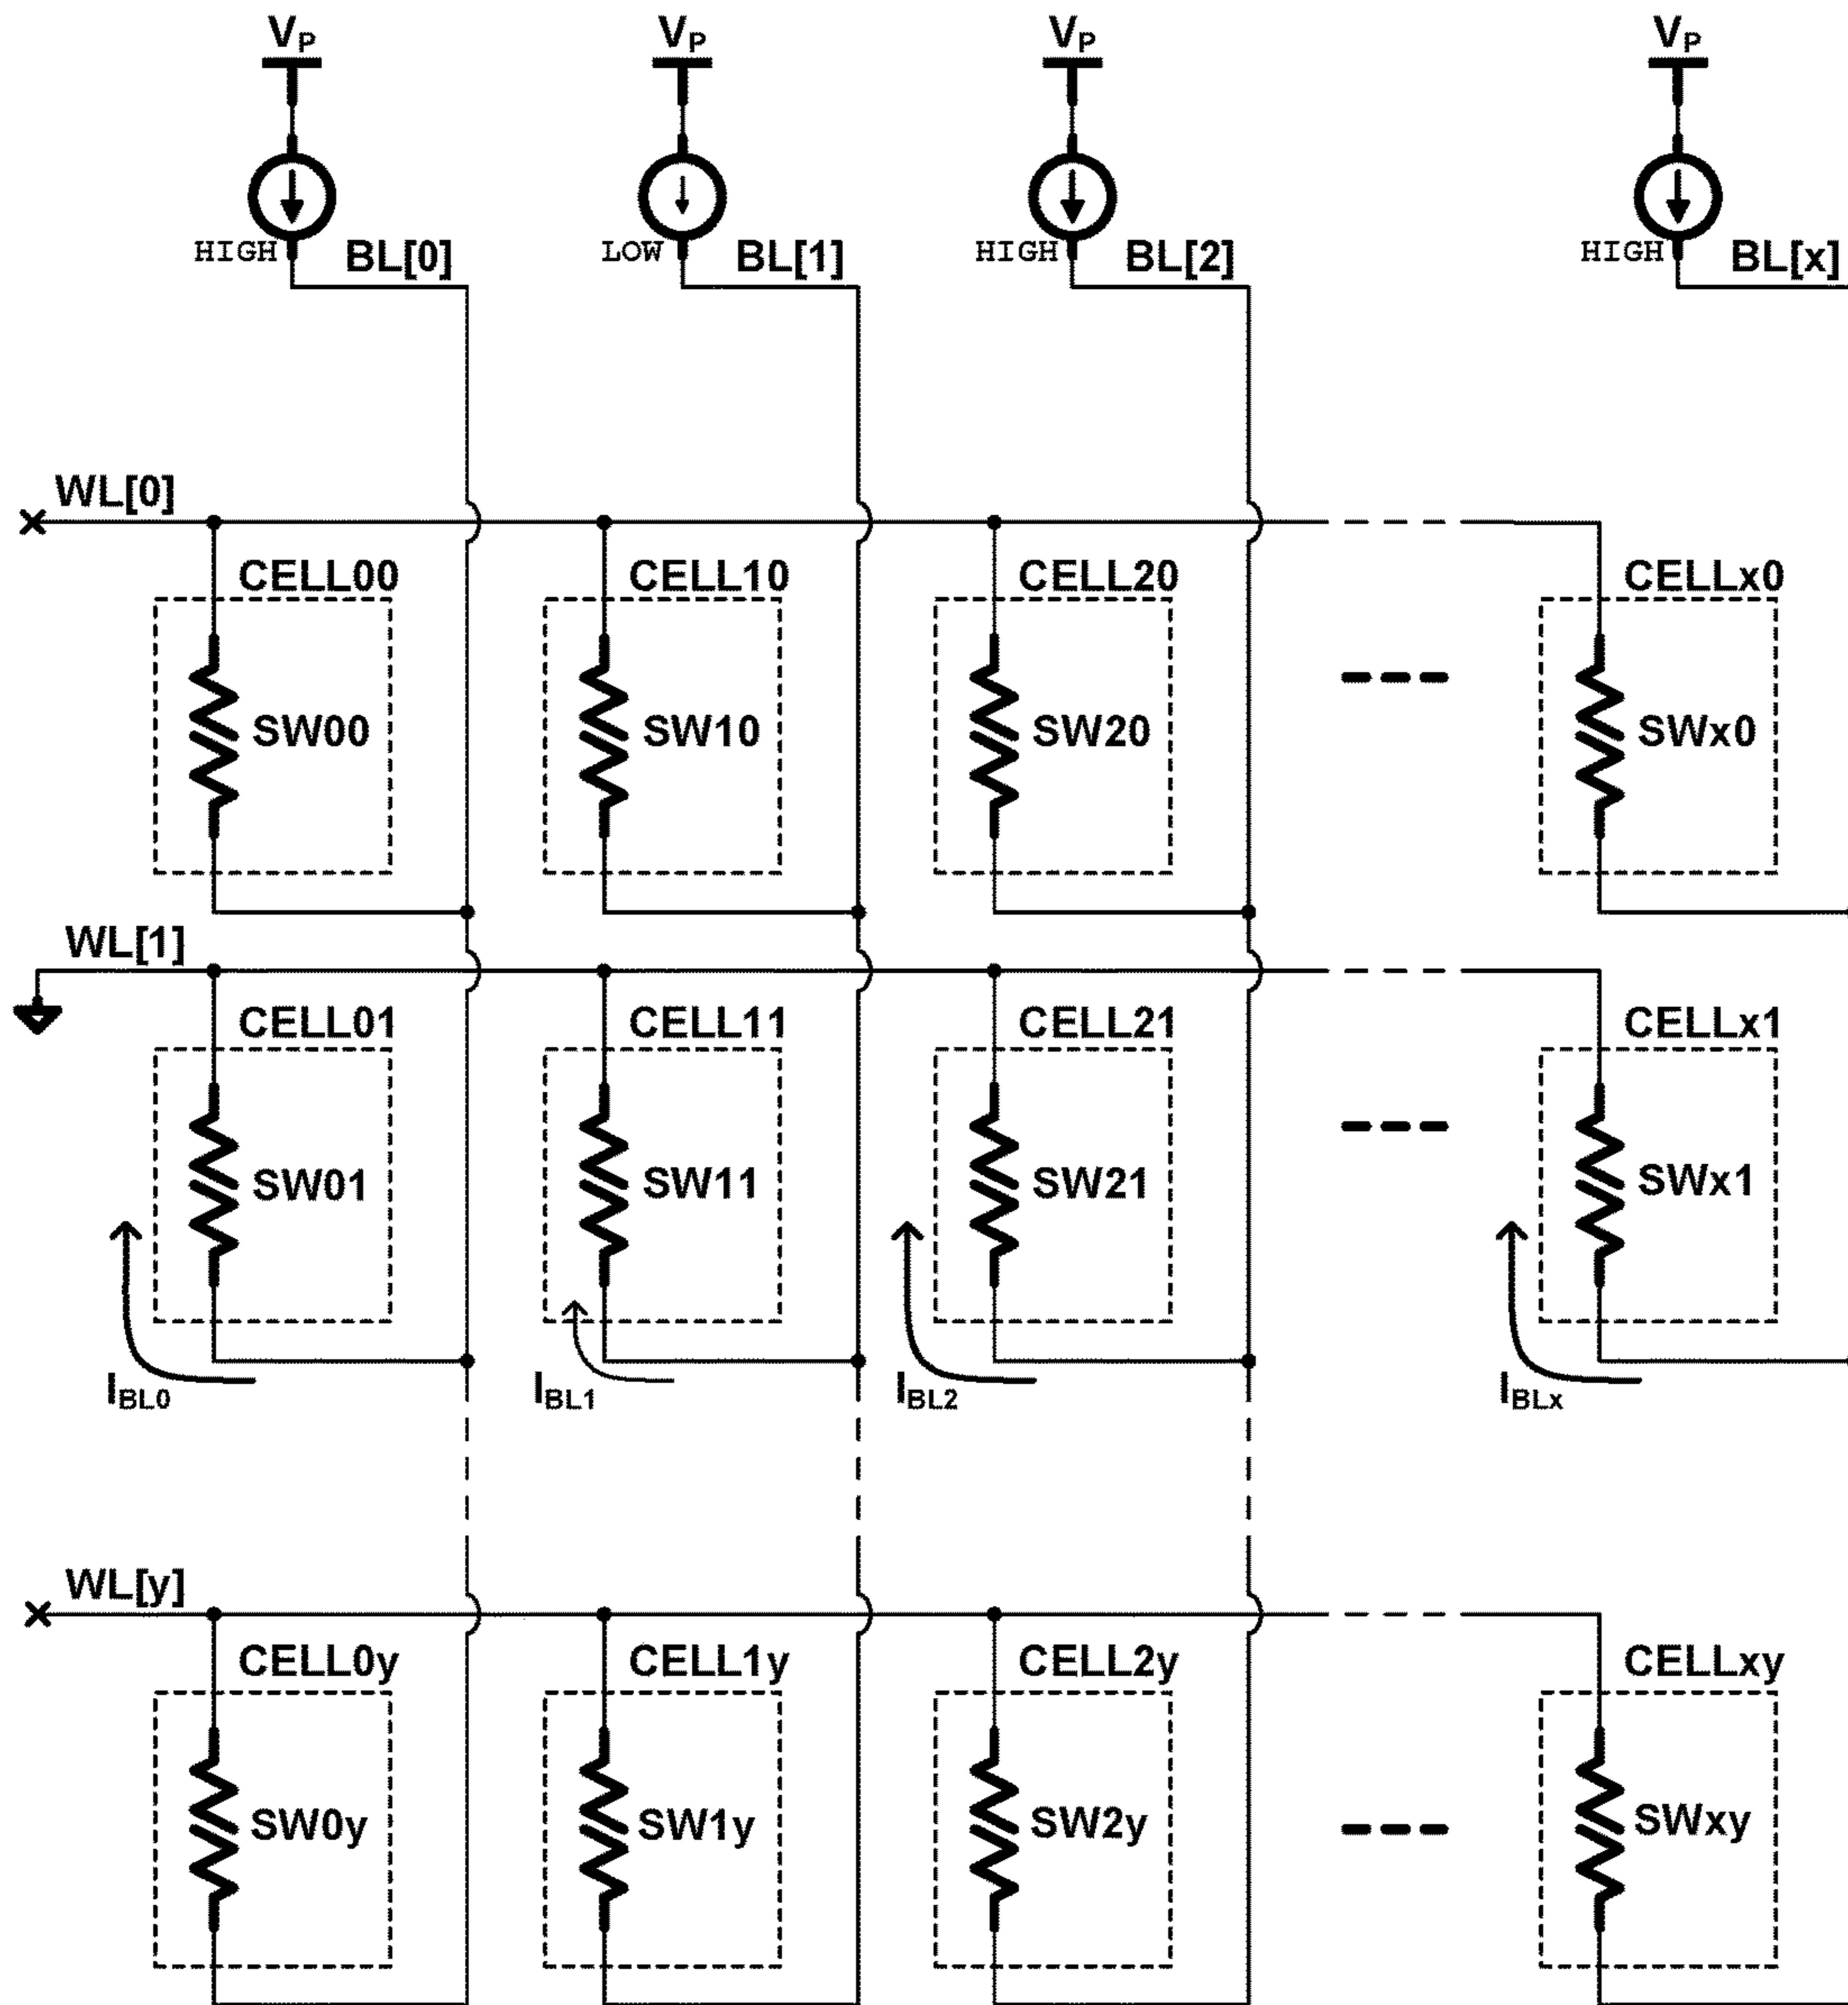 VP VP VP VP
HIGH BL[0] LOW BL[1] HIGH BL[2] HIGH BL[x]
WL[0]
CELL00 CELL10 CELL20 CELLx0
SW00 SW10 SW20 SWx0
WL[1]
CELL01 CELL11 CELL21 CELLx1
SW01 SW11 SW21 SWx1
IBL0 IBL1 IBL2 IBLx
WL[y]
CELL0y CELL1y CELL2y CELLxy
SW0y SW1y SW2y SWxy